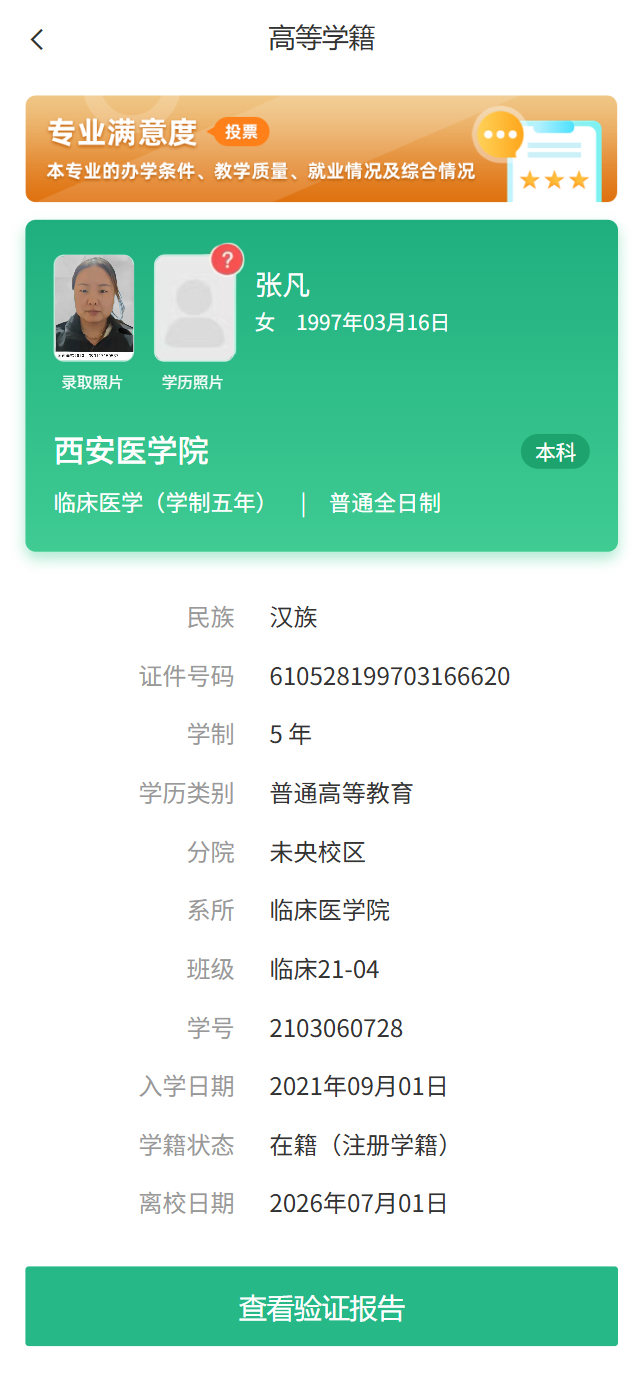 高等学籍
专业满意度 投票
本专业的办学条件、教学质量、就业情况及综合情况
?
张凡
女 1997年03月16日
录取照片 学历照片
西安医学院 本科
临床医学（学制五年） | 普通全日制
民族 汉族
证件号码 610528199703166620
学制 5 年
学历类别 普通高等教育
分院 未央校区
系所 临床医学院
班级 临床21-04
学号 2103060728
入学日期 2021年09月01日
学籍状态 在籍（注册学籍）
离校日期 2026年07月01日
查看验证报告